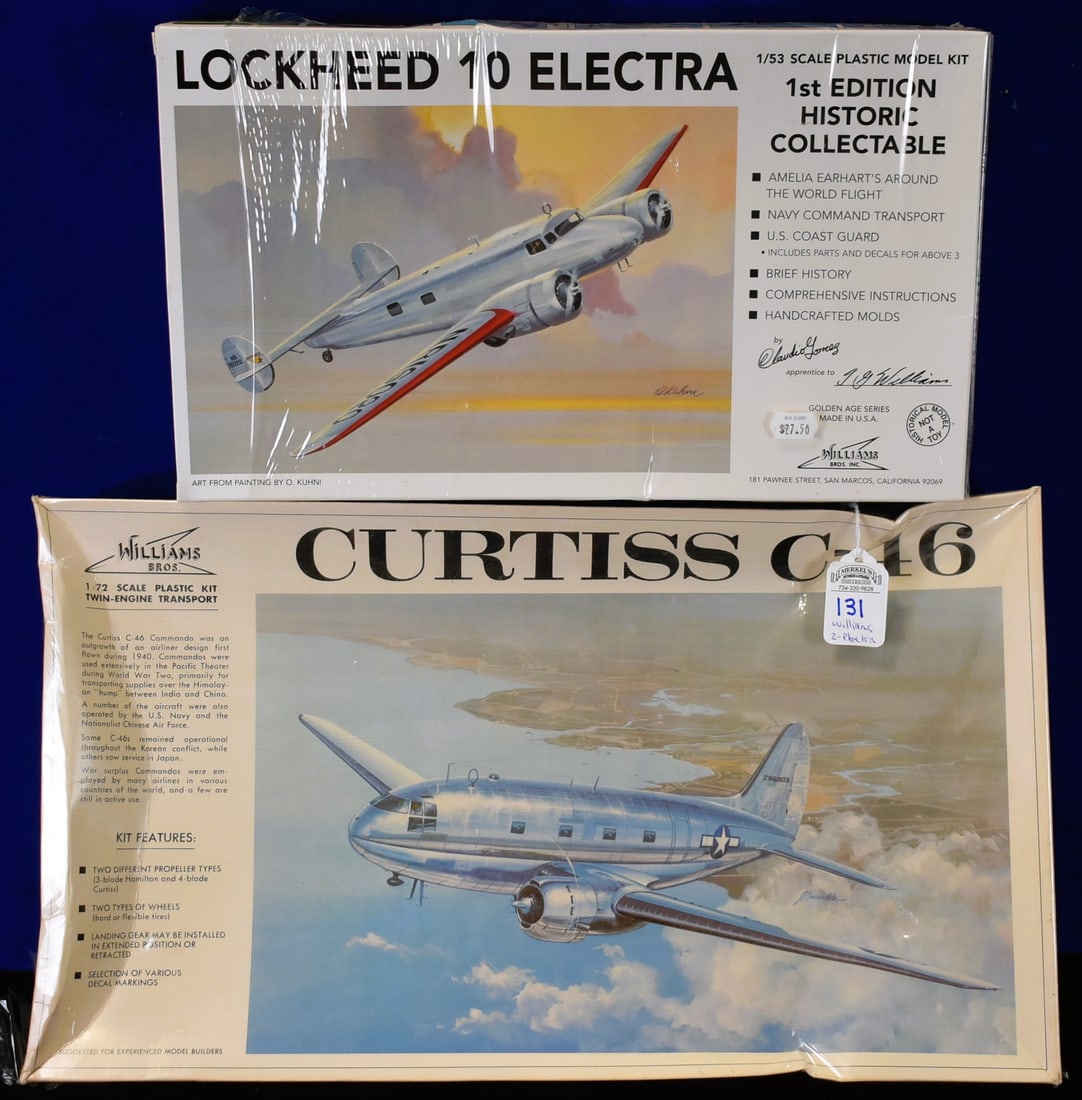 LOCKHEED 10 ELECTRA
1/53 SCALE PLASTIC MODEL KIT
1st EDITION
HISTORIC
COLLECTABLE
■ AMELIA EARHART'S AROUND
THE WORLD FLIGHT
■ NAVY COMMAND TRANSPORT
■ U.S. COAST GUARD
• INCLUDES PARTS AND DECALS FOR ABOVE 3
■ BRIEF HISTORY
■ COMPREHENSIVE INSTRUCTIONS
■ HANDCRAFTED MOLDS
by
Claudio Gomez
apprentice to
T G Williams
GOLDEN AGE SERIES
MADE IN U.S.A.
HISTORICAL MODEL
NOT
A
TOY
$27.50
WILLIAMS
BROS. INC.
181 PAWNEE STREET, SAN MARCOS, CALIFORNIA 92069
O. Kuhni
ART FROM PAINTING BY O. KUHNI
WILLIAMS
BROS.
1/72 SCALE PLASTIC KIT
TWIN-ENGINE TRANSPORT
CURTISS C-46
MERKEL'S
734-320-9828
131
Williams
The Curtiss C-46 Commando was an
outgrowth of an airliner design first
flown during 1940. Commandos were
used extensively in the Pacific Theater
during World War Two, primarily for
transporting supplies over the Himalay-
an "hump" between India and China.
A number of the aircraft were also
operated by the U.S. Navy and the
Nationalist Chinese Air Force.
Some C-46s remained operational
throughout the Korean conflict, while
others saw service in Japan.
War surplus Commandos were em-
ployed by many airlines in various
countries of the world, and a few are
still in active use.
KIT FEATURES:
■ TWO DIFFERENT PROPELLER TYPES
(3-blade Hamilton and 4-blade
Curtiss)
■ TWO TYPES OF WHEELS
(hard or flexible tires)
■ LANDING GEAR MAY BE INSTALLED
IN EXTENDED POSITION OR
RETRACTED
■ SELECTION OF VARIOUS
DECAL MARKINGS
SUGGESTED FOR EXPERIENCED MODEL BUILDERS
296803